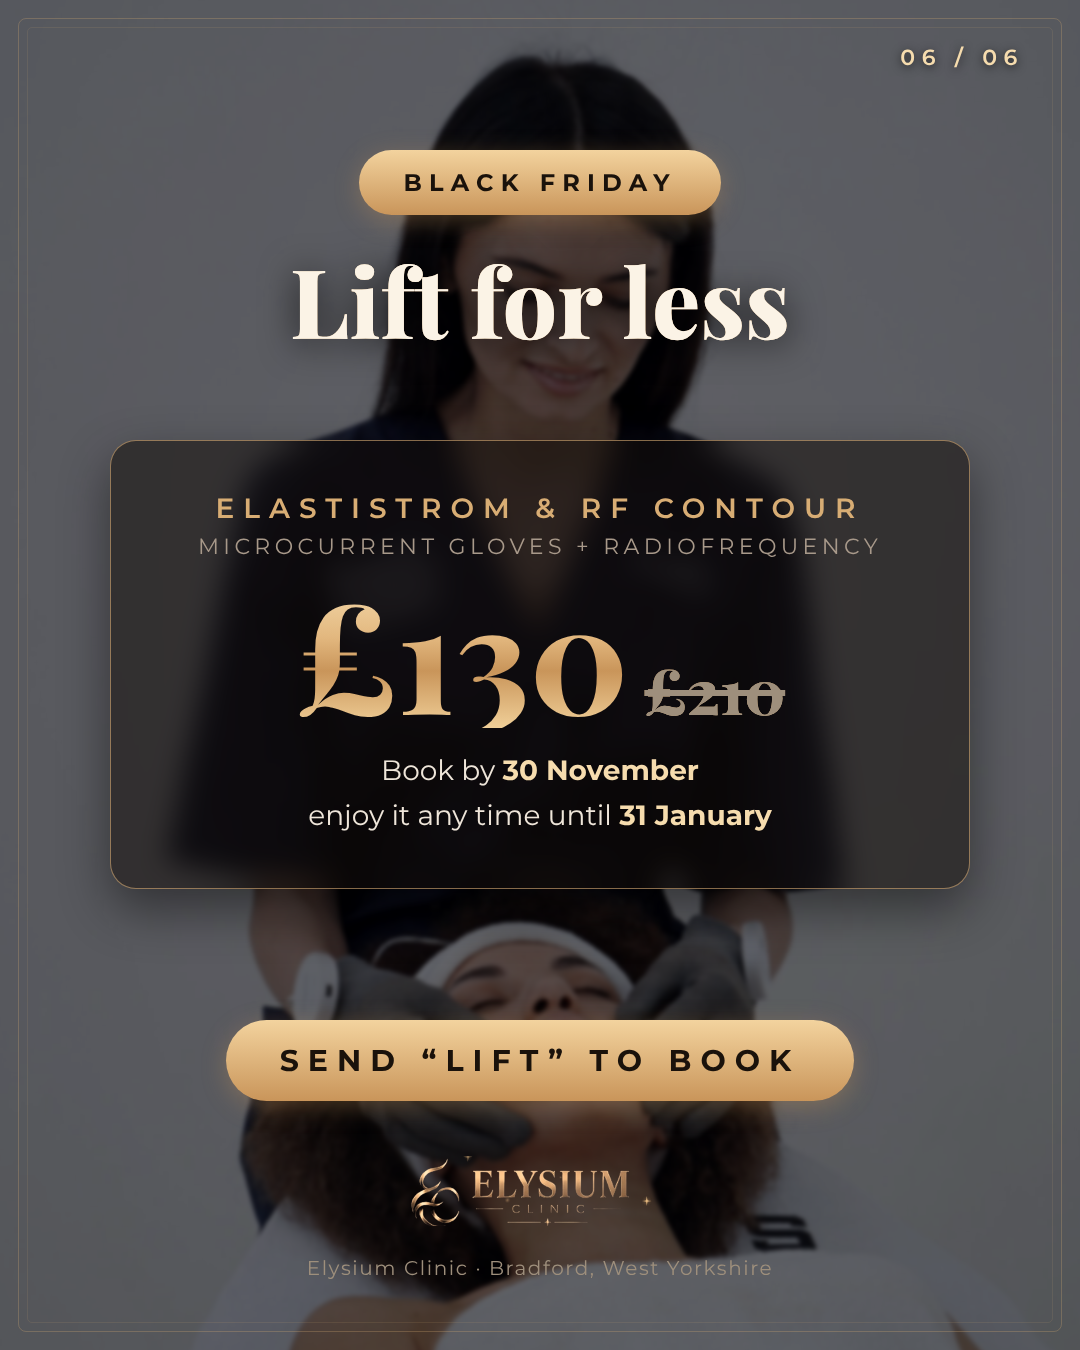 06 / 06
BLACK FRIDAY
Lift for less
ELASTISTROM & RF CONTOUR
MICROCURRENT GLOVES + RADIOFREQUENCY
£130 £210
Book by 30 November
enjoy it any time until 31 January
SEND “LIFT” TO BOOK
ELYSIUM
CLINIC
Elysium Clinic · Bradford, West Yorkshire